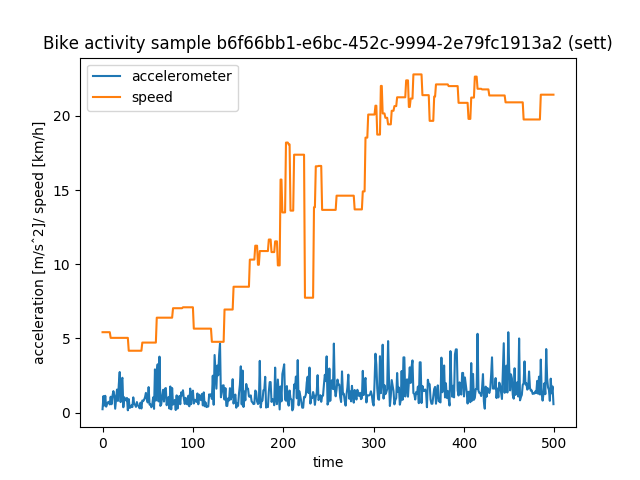 Bike activity sample b6f66bb1-e6bc-452c-9994-2e79fc1913a2 (sett)
accelerometer
speed
acceleration [m/sˆ2]/ speed [km/h]
20
15
10
5
0
0 100 200 300 400 500
time